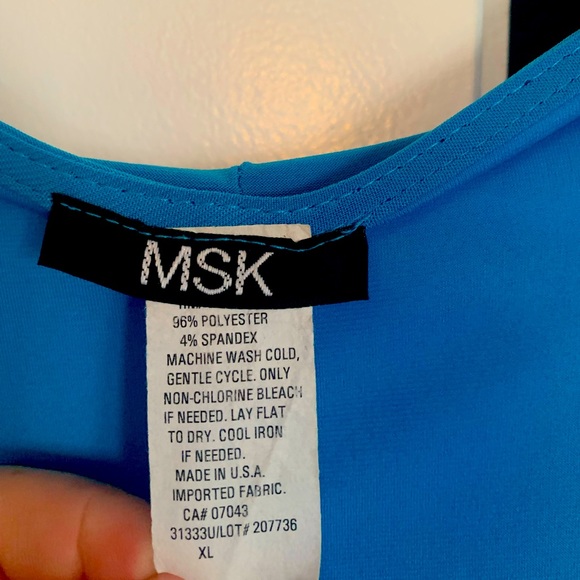 MSK
96% POLYESTER
4% SPANDEX
MACHINE WASH COLD,
GENTLE CYCLE. ONLY
NON-CHLORINE BLEACH
IF NEEDED. LAY FLAT
TO DRY. COOL IRON
IF NEEDED.
MADE IN U.S.A.
IMPORTED FABRIC.
CA# 07043
31333U/LOT# 207736
XL